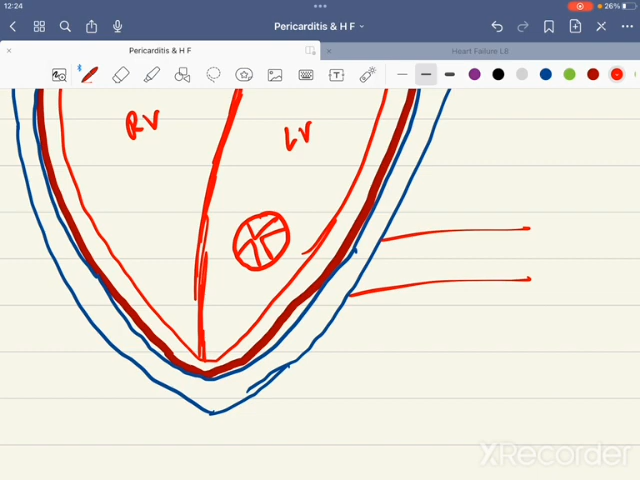 12:24
26%
Pericarditis & H F
Pericarditis & H F
Heart Failure L8
RV
LV
XRecorder